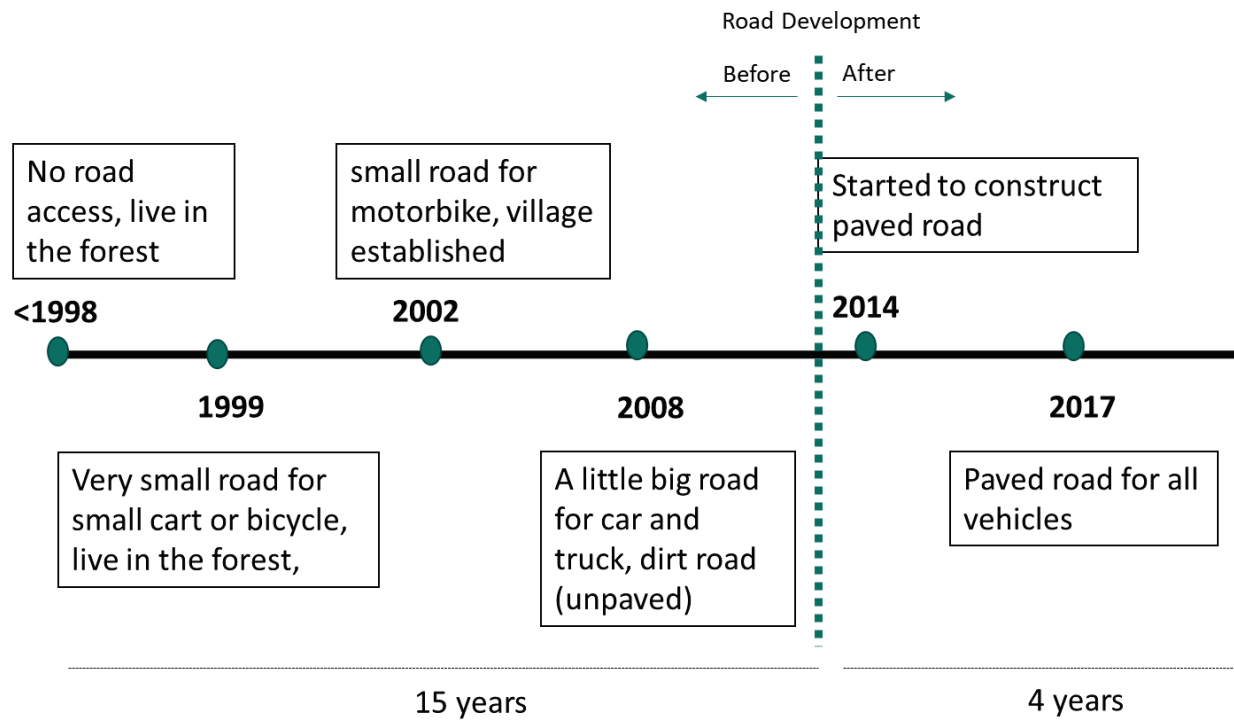 Road Development
Before
After
No road
access, live in
the forest
small road for
motorbike, village
established
Started to construct
paved road
<1998
2002
2014
1999
2008
2017
Very small road for
small cart or bicycle,
live in the forest,
A little big road
for car and
truck, dirt road
(unpaved)
Paved road for all
vehicles
15 years
4 years